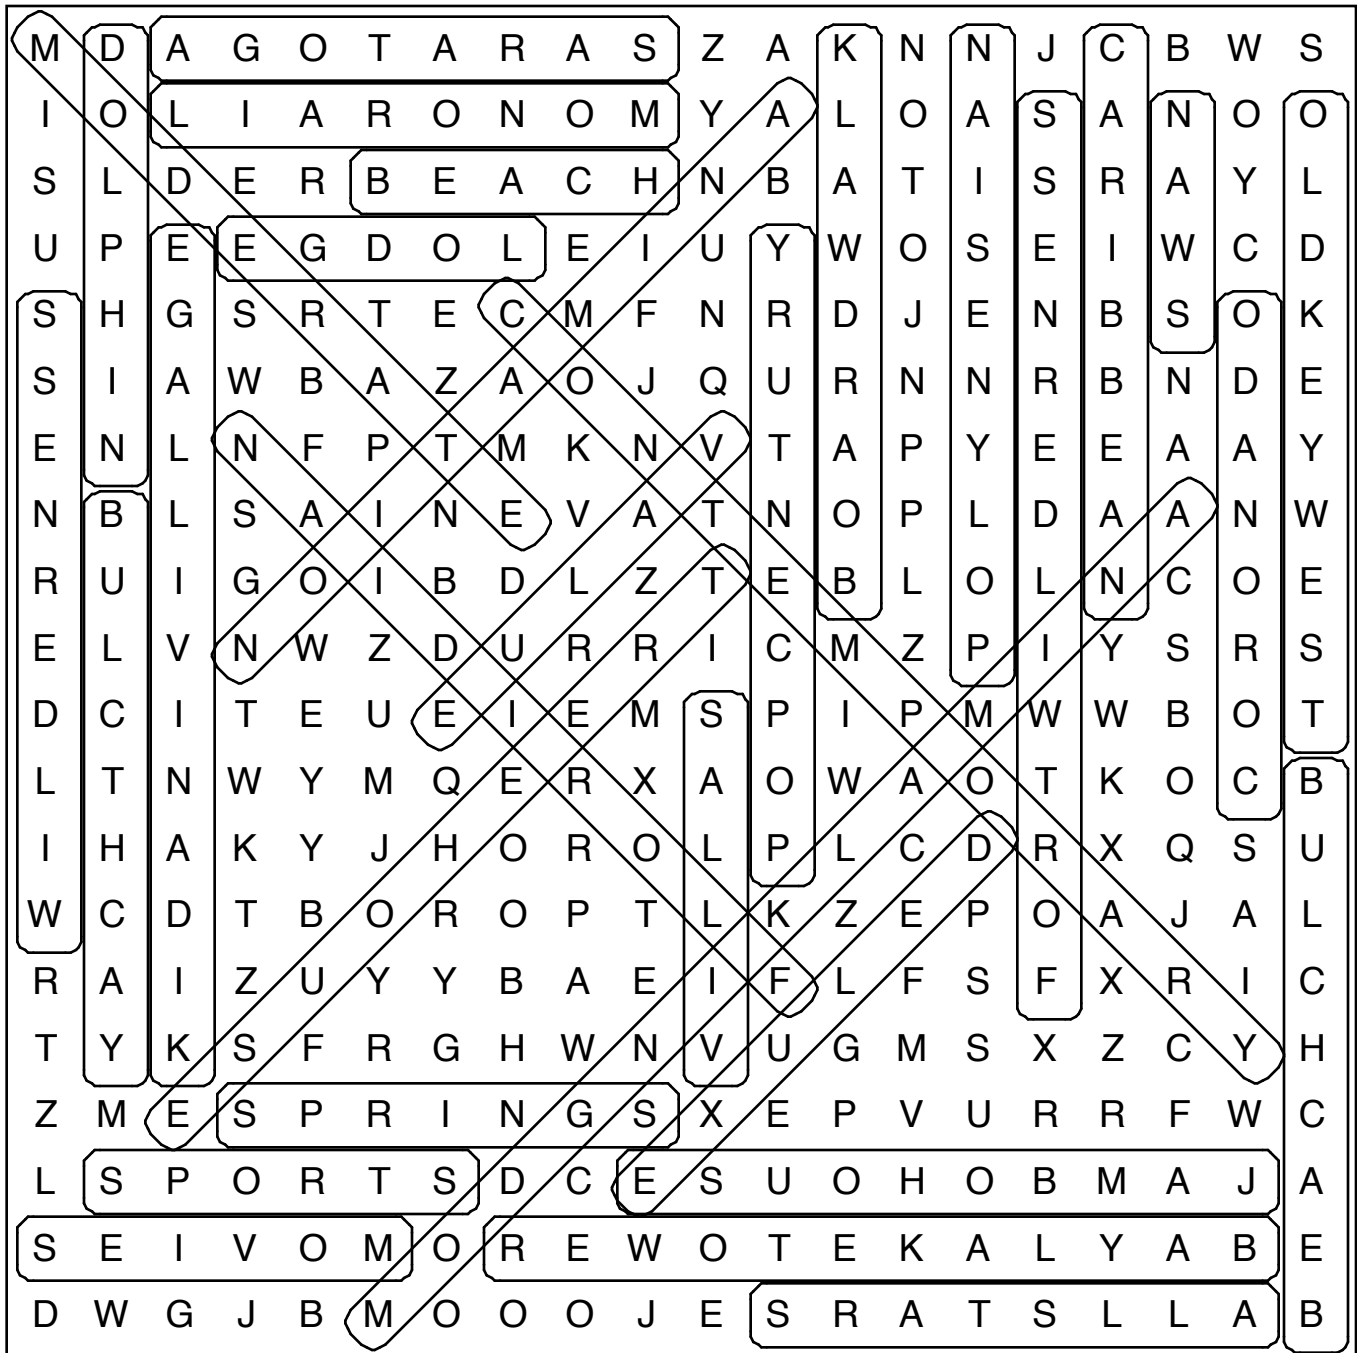 M D A G O T A R A S Z A K N N J C B W S
I O L I A R O N O M Y A L O A S A N O O
S L D E R B E A C H N B A T I S R A Y L
U P E E G D O L E I U Y W O S E I W C D
S H G S R T E C M F N R D J E N B S O K
S I A W B A Z A O J Q U R N N R B N D E
E N L N F P T M K N V T A P Y E E A A Y
N B L S A I N E V A T N O P L D A A N W
R U I G O I B D L Z T E B L O L N C O E
E L V N W Z D U R R I C M Z P I Y S R S
D C I T E U E I E M S P I P M W W B O T
L T N W Y M Q E R X A O W A O T K O C B
I H A K Y J H O R O L P L C D R X Q S U
W C D T B O R O P T L K Z E P O A J A L
R A I Z U Y Y B A E I F L F S F X R I C
T Y K S F R G H W N V U G M S X Z C Y H
Z M E S P R I N G S X E P V U R R F W C
L S P O R T S D C E S U O H O B M A J A
S E I V O M O R E W O T E K A L Y A B E
D W G J B M O O O J E S R A T S L L A B